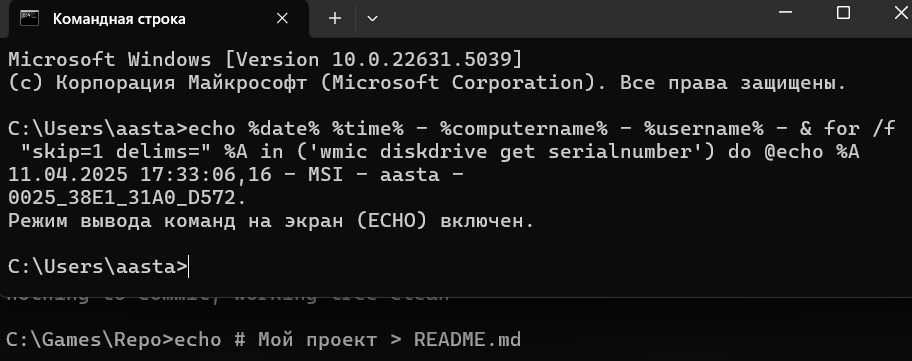 Командная строка
Microsoft Windows [Version 10.0.22631.5039]
(c) Корпорация Майкрософт (Microsoft Corporation). Все права защищены.
C:\Users\aasta>echo %date% %time% - %computername% - %username% - & for /f
"skip=1 delims=" %A in ('wmic diskdrive get serialnumber') do @echo %A
11.04.2025 17:33:06,16 - MSI - aasta -
0025_38E1_31A0_D572.
Режим вывода команд на экран (ECHO) включен.
C:\Users\aasta>
nothing to commit, working tree clean
C:\Games\Repo>echo # Мой проект > README.md